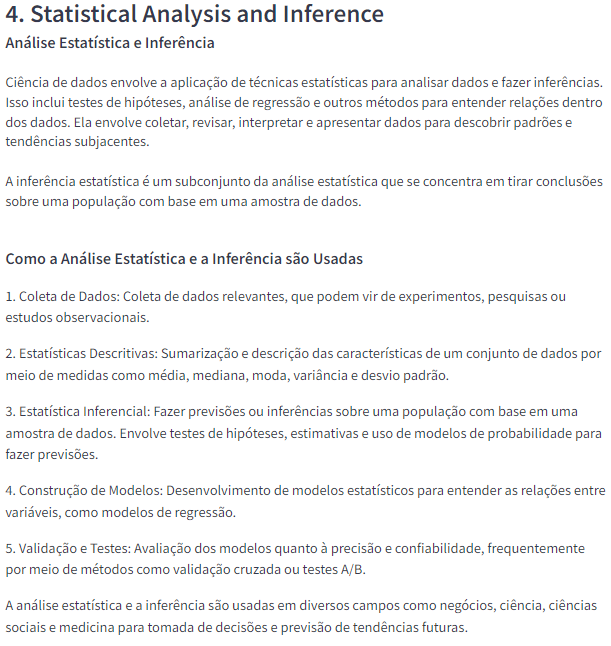 4. Statistical Analysis and Inference
Análise Estatística e Inferência
Ciência de dados envolve a aplicação de técnicas estatísticas para analisar dados e fazer inferências.
Isso inclui testes de hipóteses, análise de regressão e outros métodos para entender relações dentro
dos dados. Ela envolve coletar, revisar, interpretar e apresentar dados para descobrir padrões e
tendências subjacentes.
A inferência estatística é um subconjunto da análise estatística que se concentra em tirar conclusões
sobre uma população com base em uma amostra de dados.
Como a Análise Estatística e a Inferência são Usadas
1. Coleta de Dados: Coleta de dados relevantes, que podem vir de experimentos, pesquisas ou
estudos observacionais.
2. Estatísticas Descritivas: Sumarização e descrição das características de um conjunto de dados por
meio de medidas como média, mediana, moda, variância e desvio padrão.
3. Estatística Inferencial: Fazer previsões ou inferências sobre uma população com base em uma
amostra de dados. Envolve testes de hipóteses, estimativas e uso de modelos de probabilidade para
fazer previsões.
4. Construção de Modelos: Desenvolvimento de modelos estatísticos para entender as relações entre
variáveis, como modelos de regressão.
5. Validação e Testes: Avaliação dos modelos quanto à precisão e confiabilidade, frequentemente
por meio de métodos como validação cruzada ou testes A/B.
A análise estatística e a inferência são usadas em diversos campos como negócios, ciência, ciências
sociais e medicina para tomada de decisões e previsão de tendências futuras.